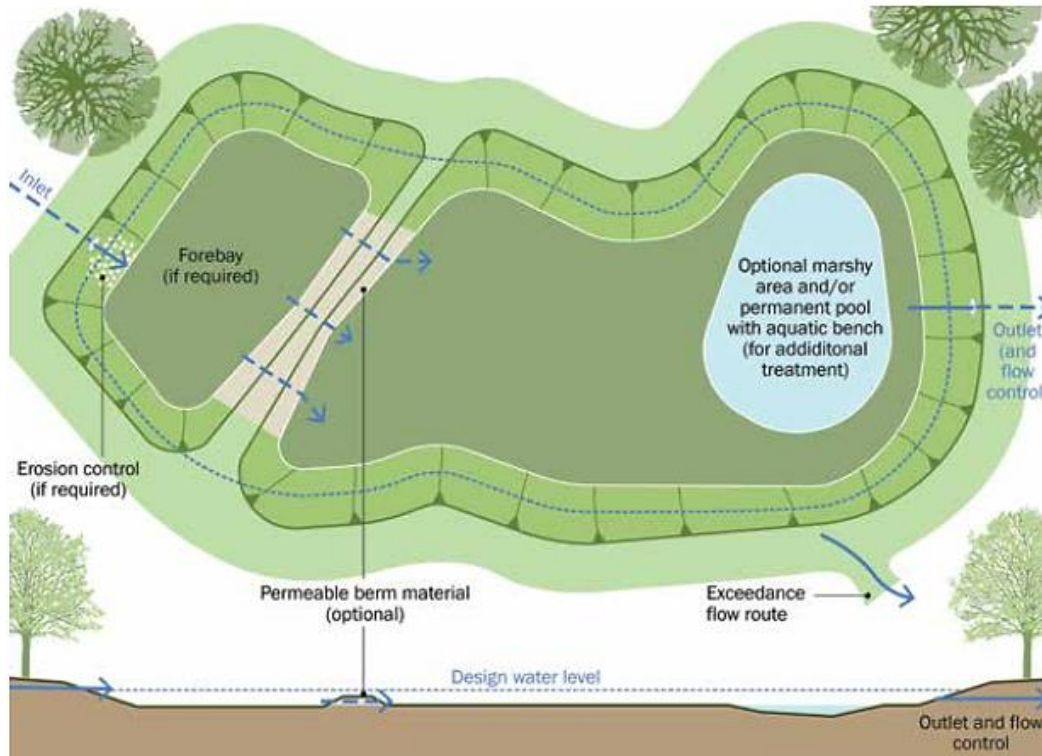 Inlet
Forebay
(if required)
Optional marshy
area and/or
permanent pool
with aquatic bench
(for addiditonal
treatment)
Outlet
(and
flow
control)
Erosion control
(if required)
Permeable berm material
(optional)
Exceedance
flow route
Design water level
Outlet and flow
control